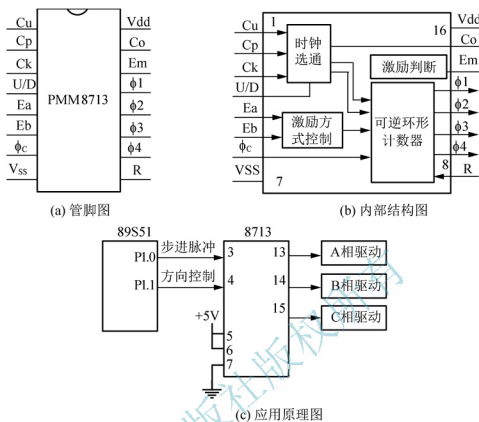 Cu
Cp
Ck
U/D
Ea
Eb
ϕC
VSS
PMM8713
Vdd
Co
Em
ϕ1
ϕ2
ϕ3
ϕ4
R
(a) 管脚图
Cu
Cp
Ck
U/D
Ea
Eb
ϕC
VSS
1
时钟
选通
激励方
式控制
7
16
激励判断
可逆环形
计数器
8
Vdd
Co
Em
ϕ1
ϕ2
ϕ3
ϕ4
R
(b) 内部结构图
89S51
P1.0
P1.1
步进脉冲
方向控制
+5V
8713
3
4
5
6
7
13
14
15
A相驱动
B相驱动
C相驱动
(c) 应用原理图
社版权所有